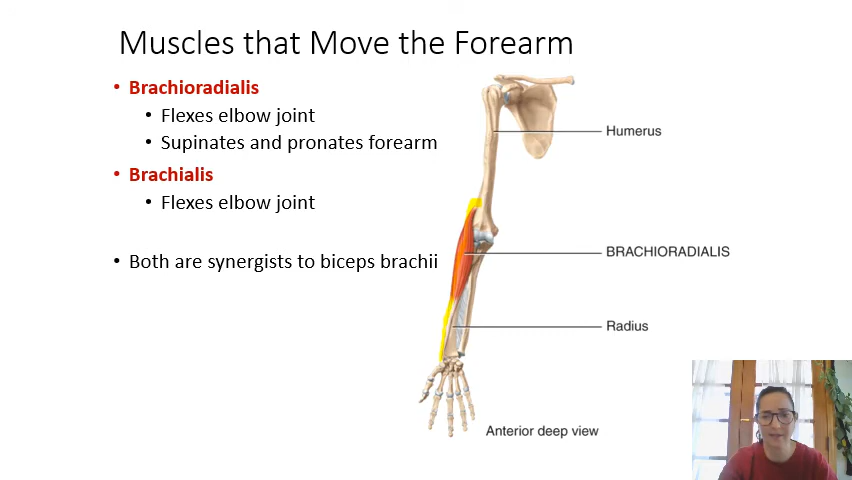 Muscles that Move the Forearm
• Brachioradialis
• Flexes elbow joint
• Supinates and pronates forearm
• Brachialis
• Flexes elbow joint
• Both are synergists to biceps brachii
Humerus
BRACHIORADIALIS
Radius
Anterior deep view